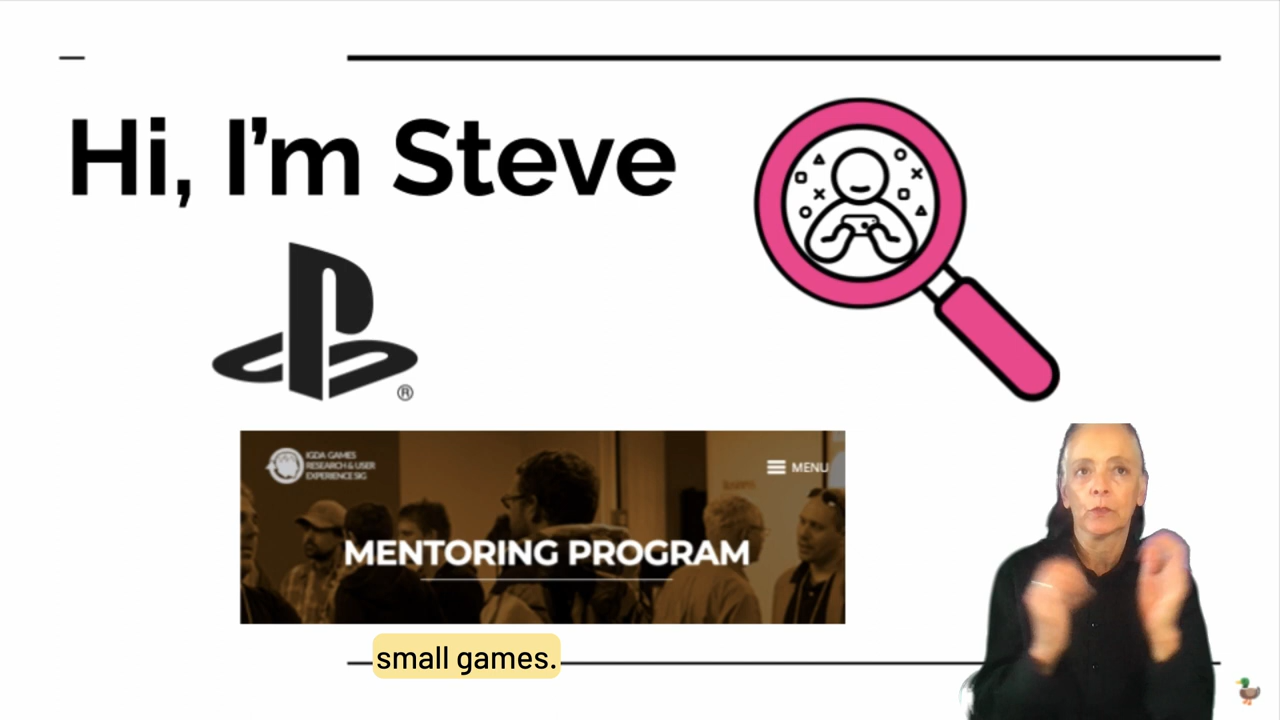 Hi, I'm Steve
®
IGDA GAMES
RESEARCH & USER
EXPERIENCE SIG
MENU
MENTORING PROGRAM
small games.